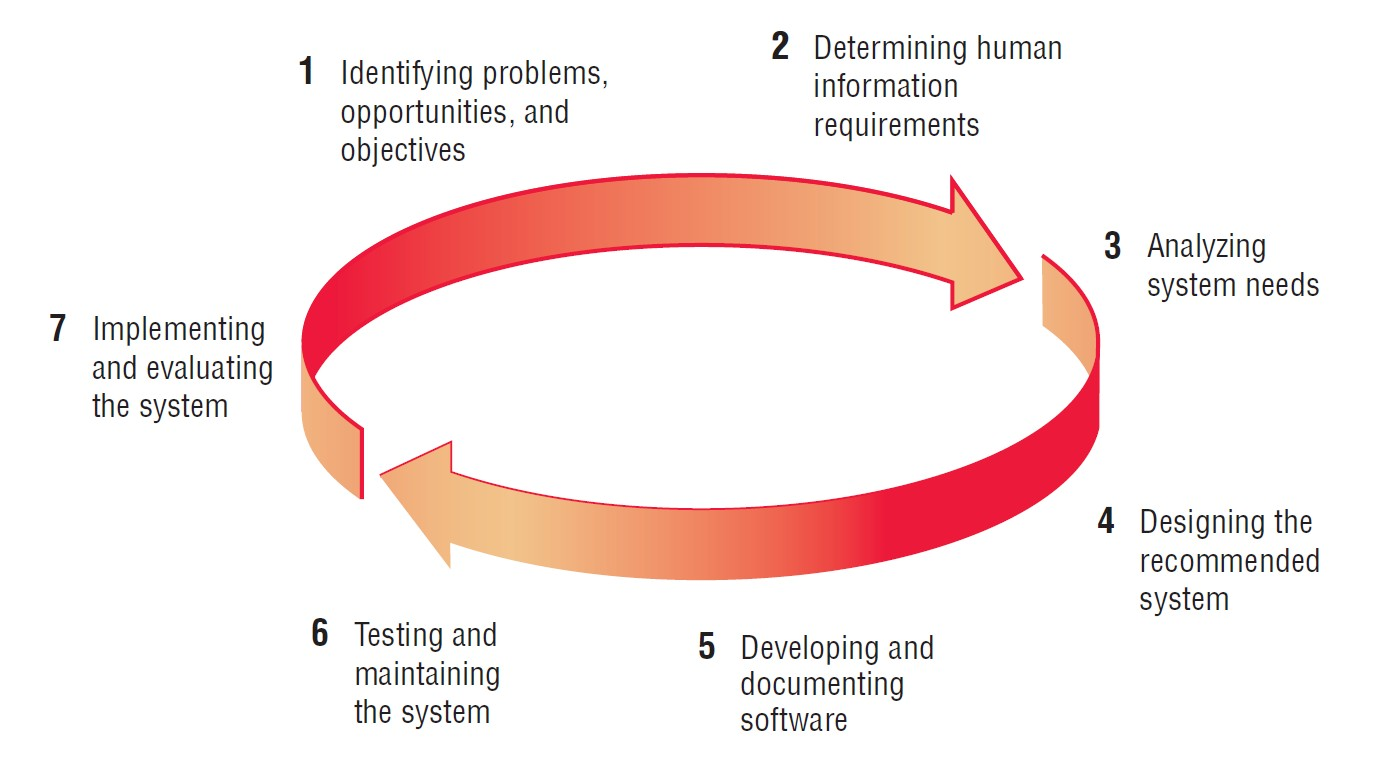 1 Identifying problems,
opportunities, and
objectives
2 Determining human
information
requirements
3 Analyzing
system needs
4 Designing the
recommended
system
5 Developing and
documenting
software
6 Testing and
maintaining
the system
7 Implementing
and evaluating
the system